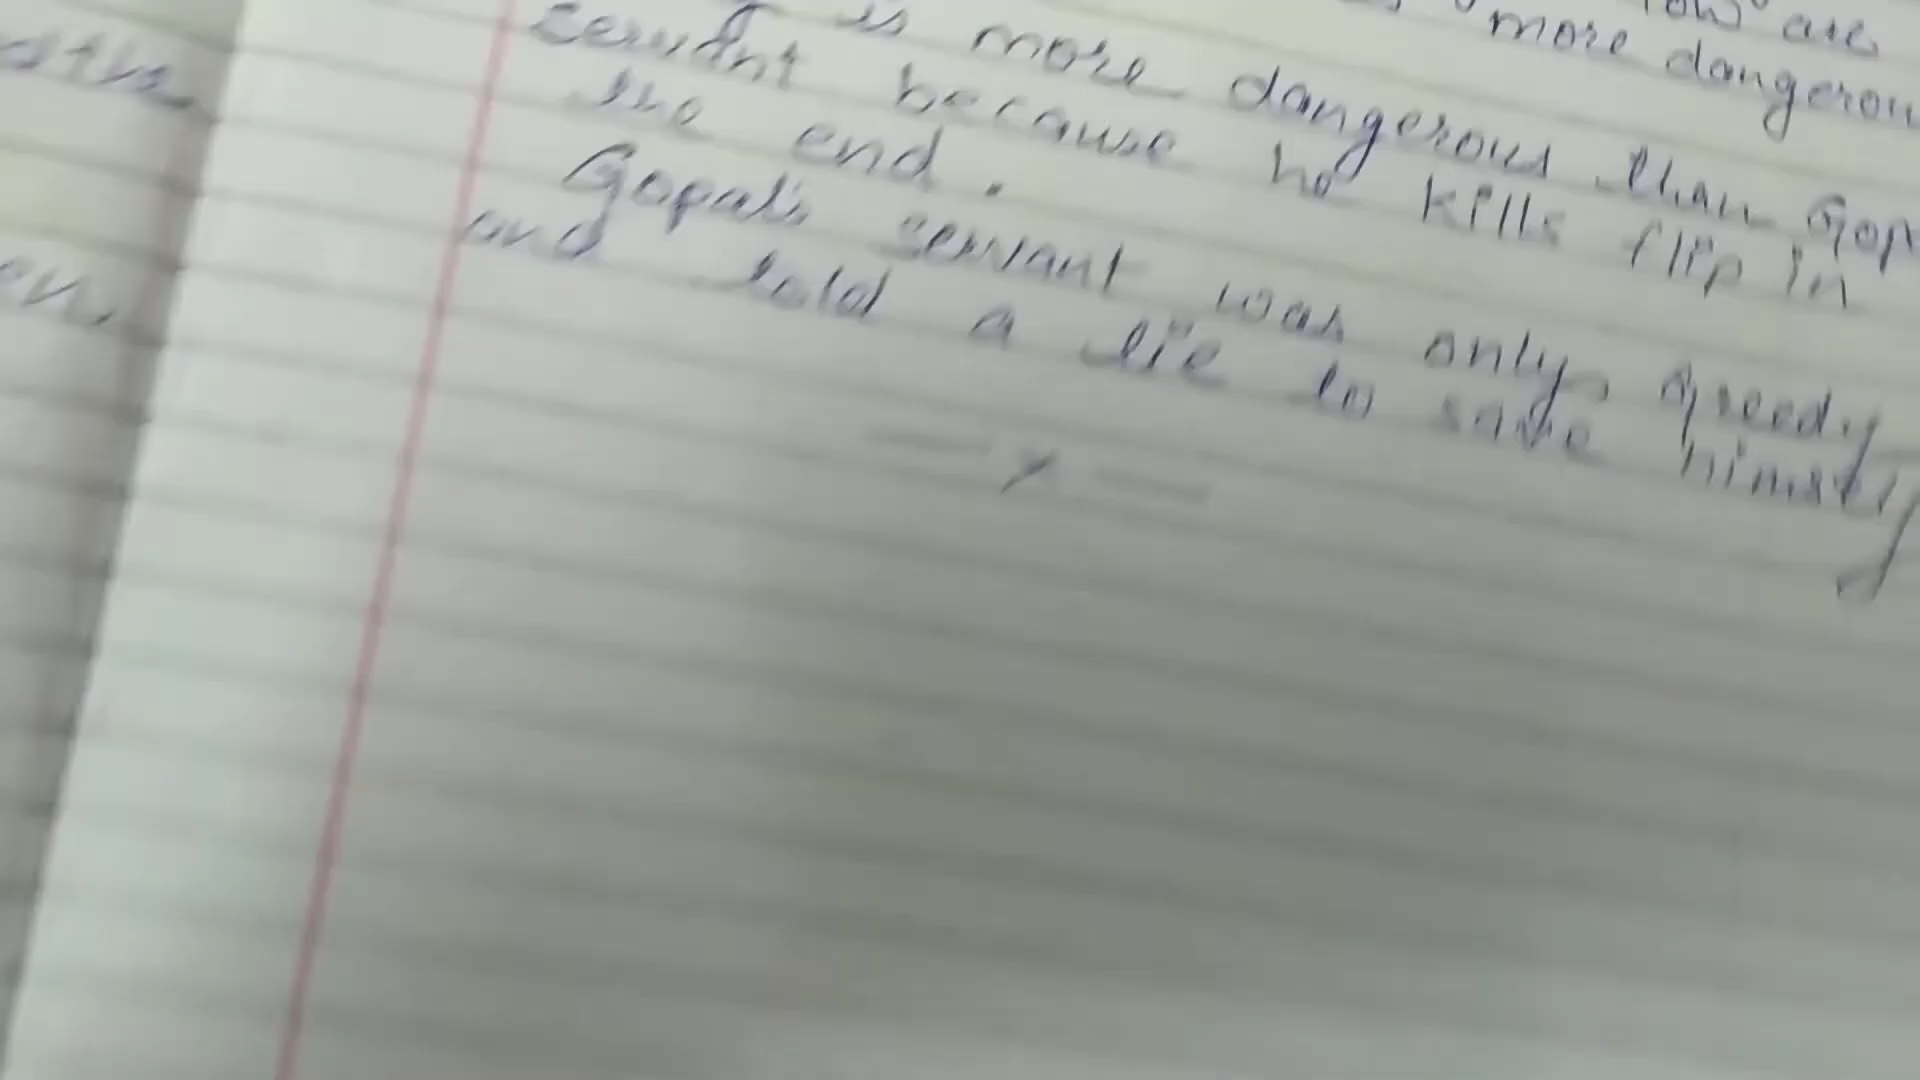 are
more dangerou
is more dangerous than Gop
servant because he kills flip in
the end.
Gopal's servant was only greedy
and told a lie to save himself
= x =